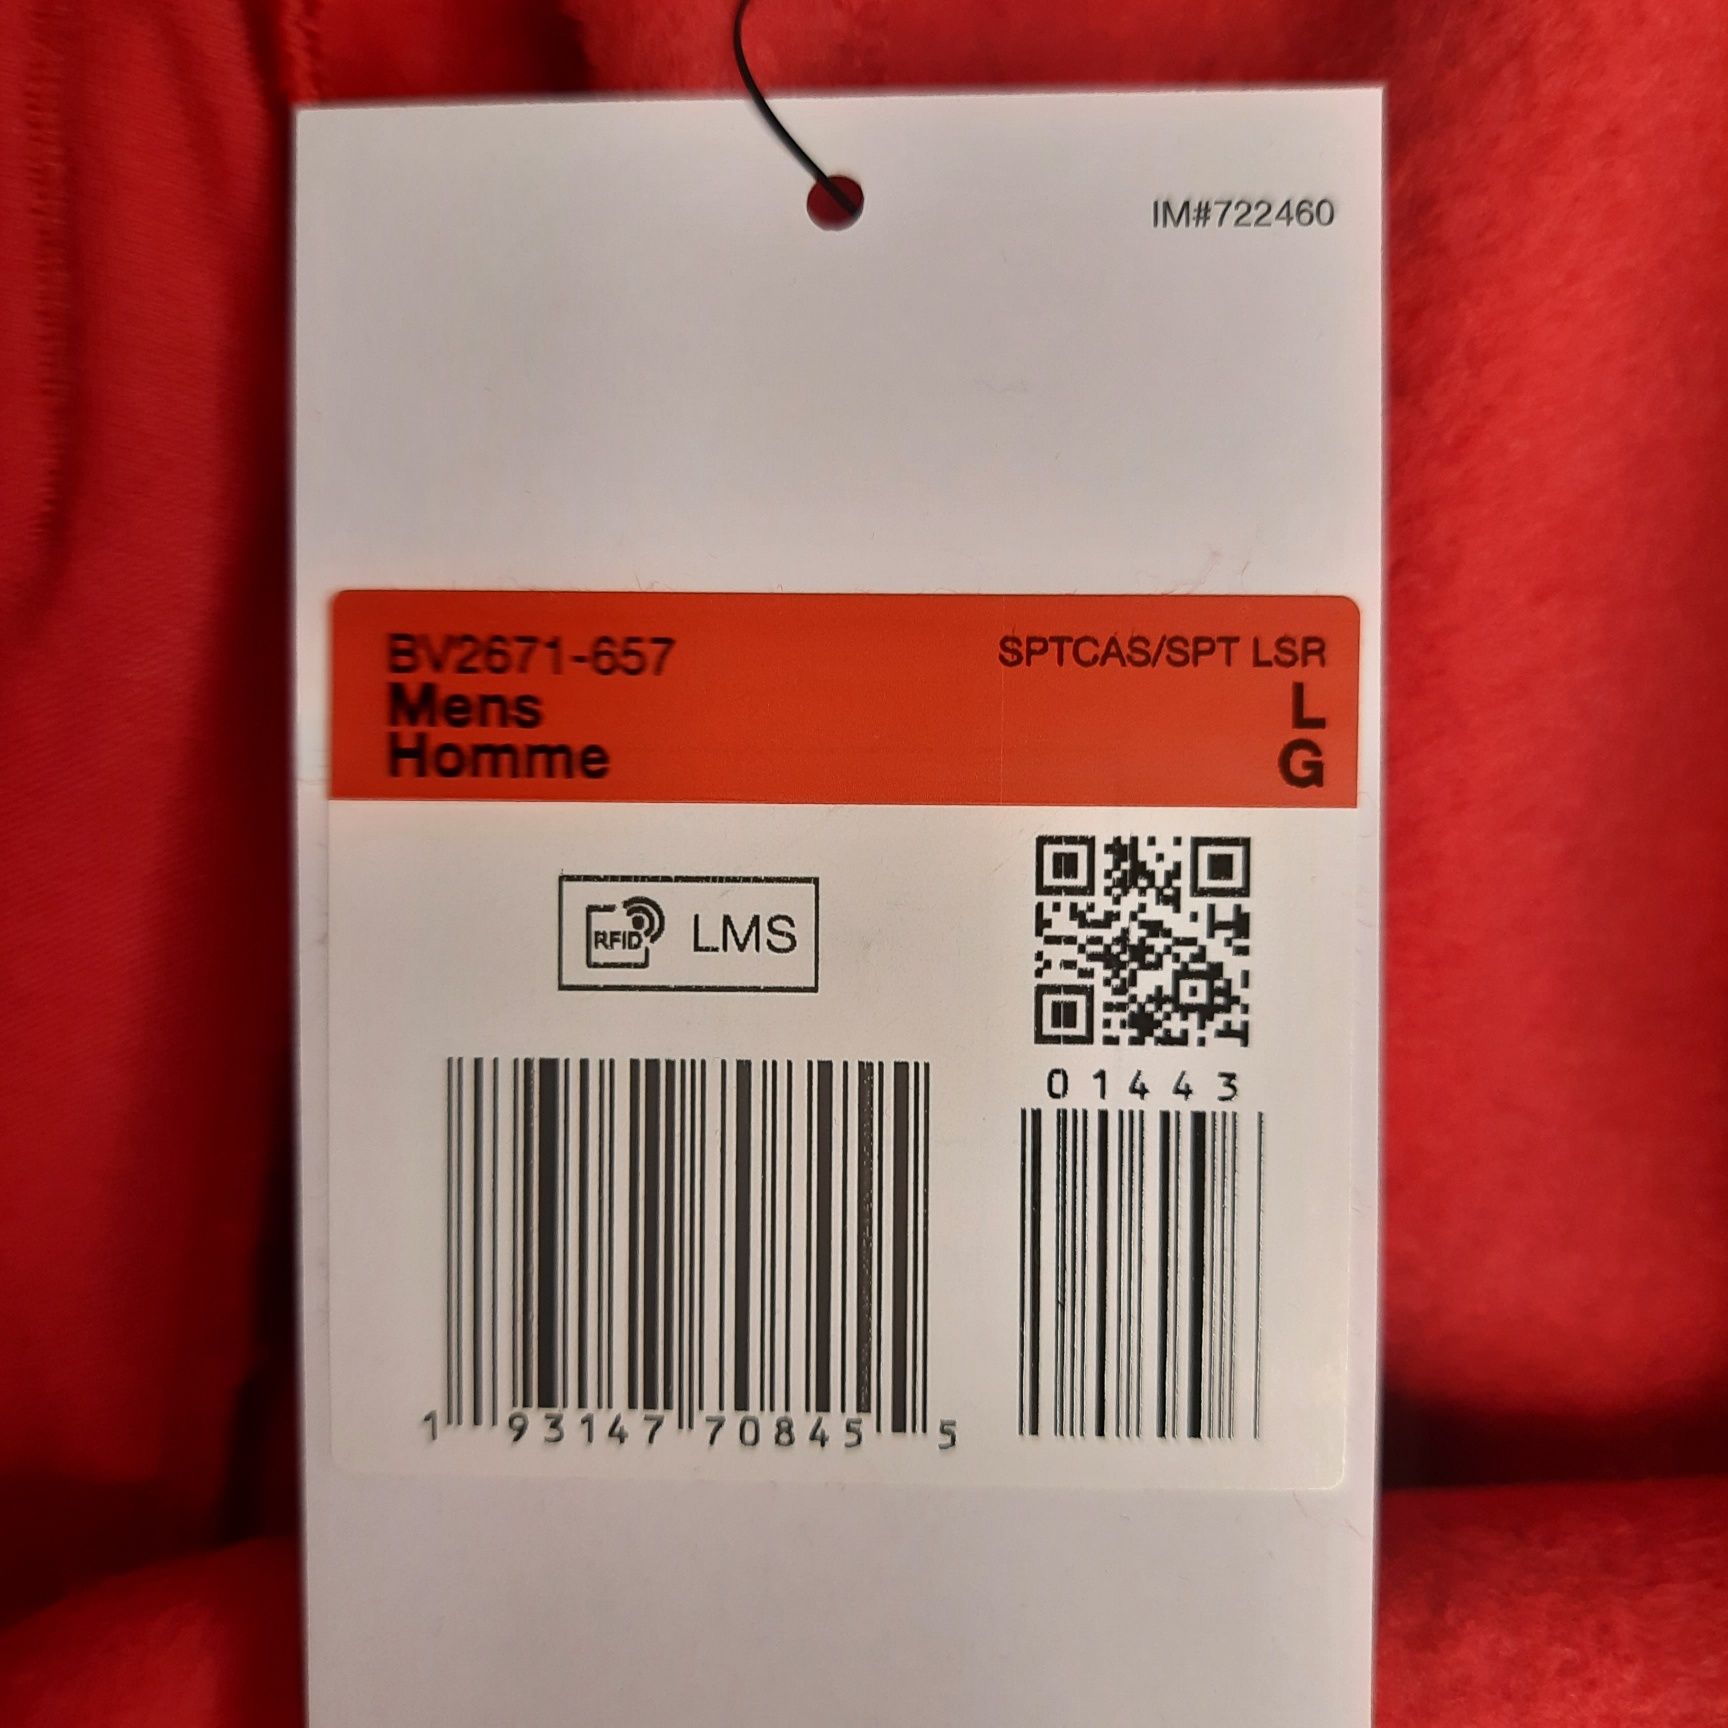 IM#722460
BV2671-657 SPTCAS/SPT LSR
Mens L
Homme G
RFID LMS
01443
1 93147 70845 5